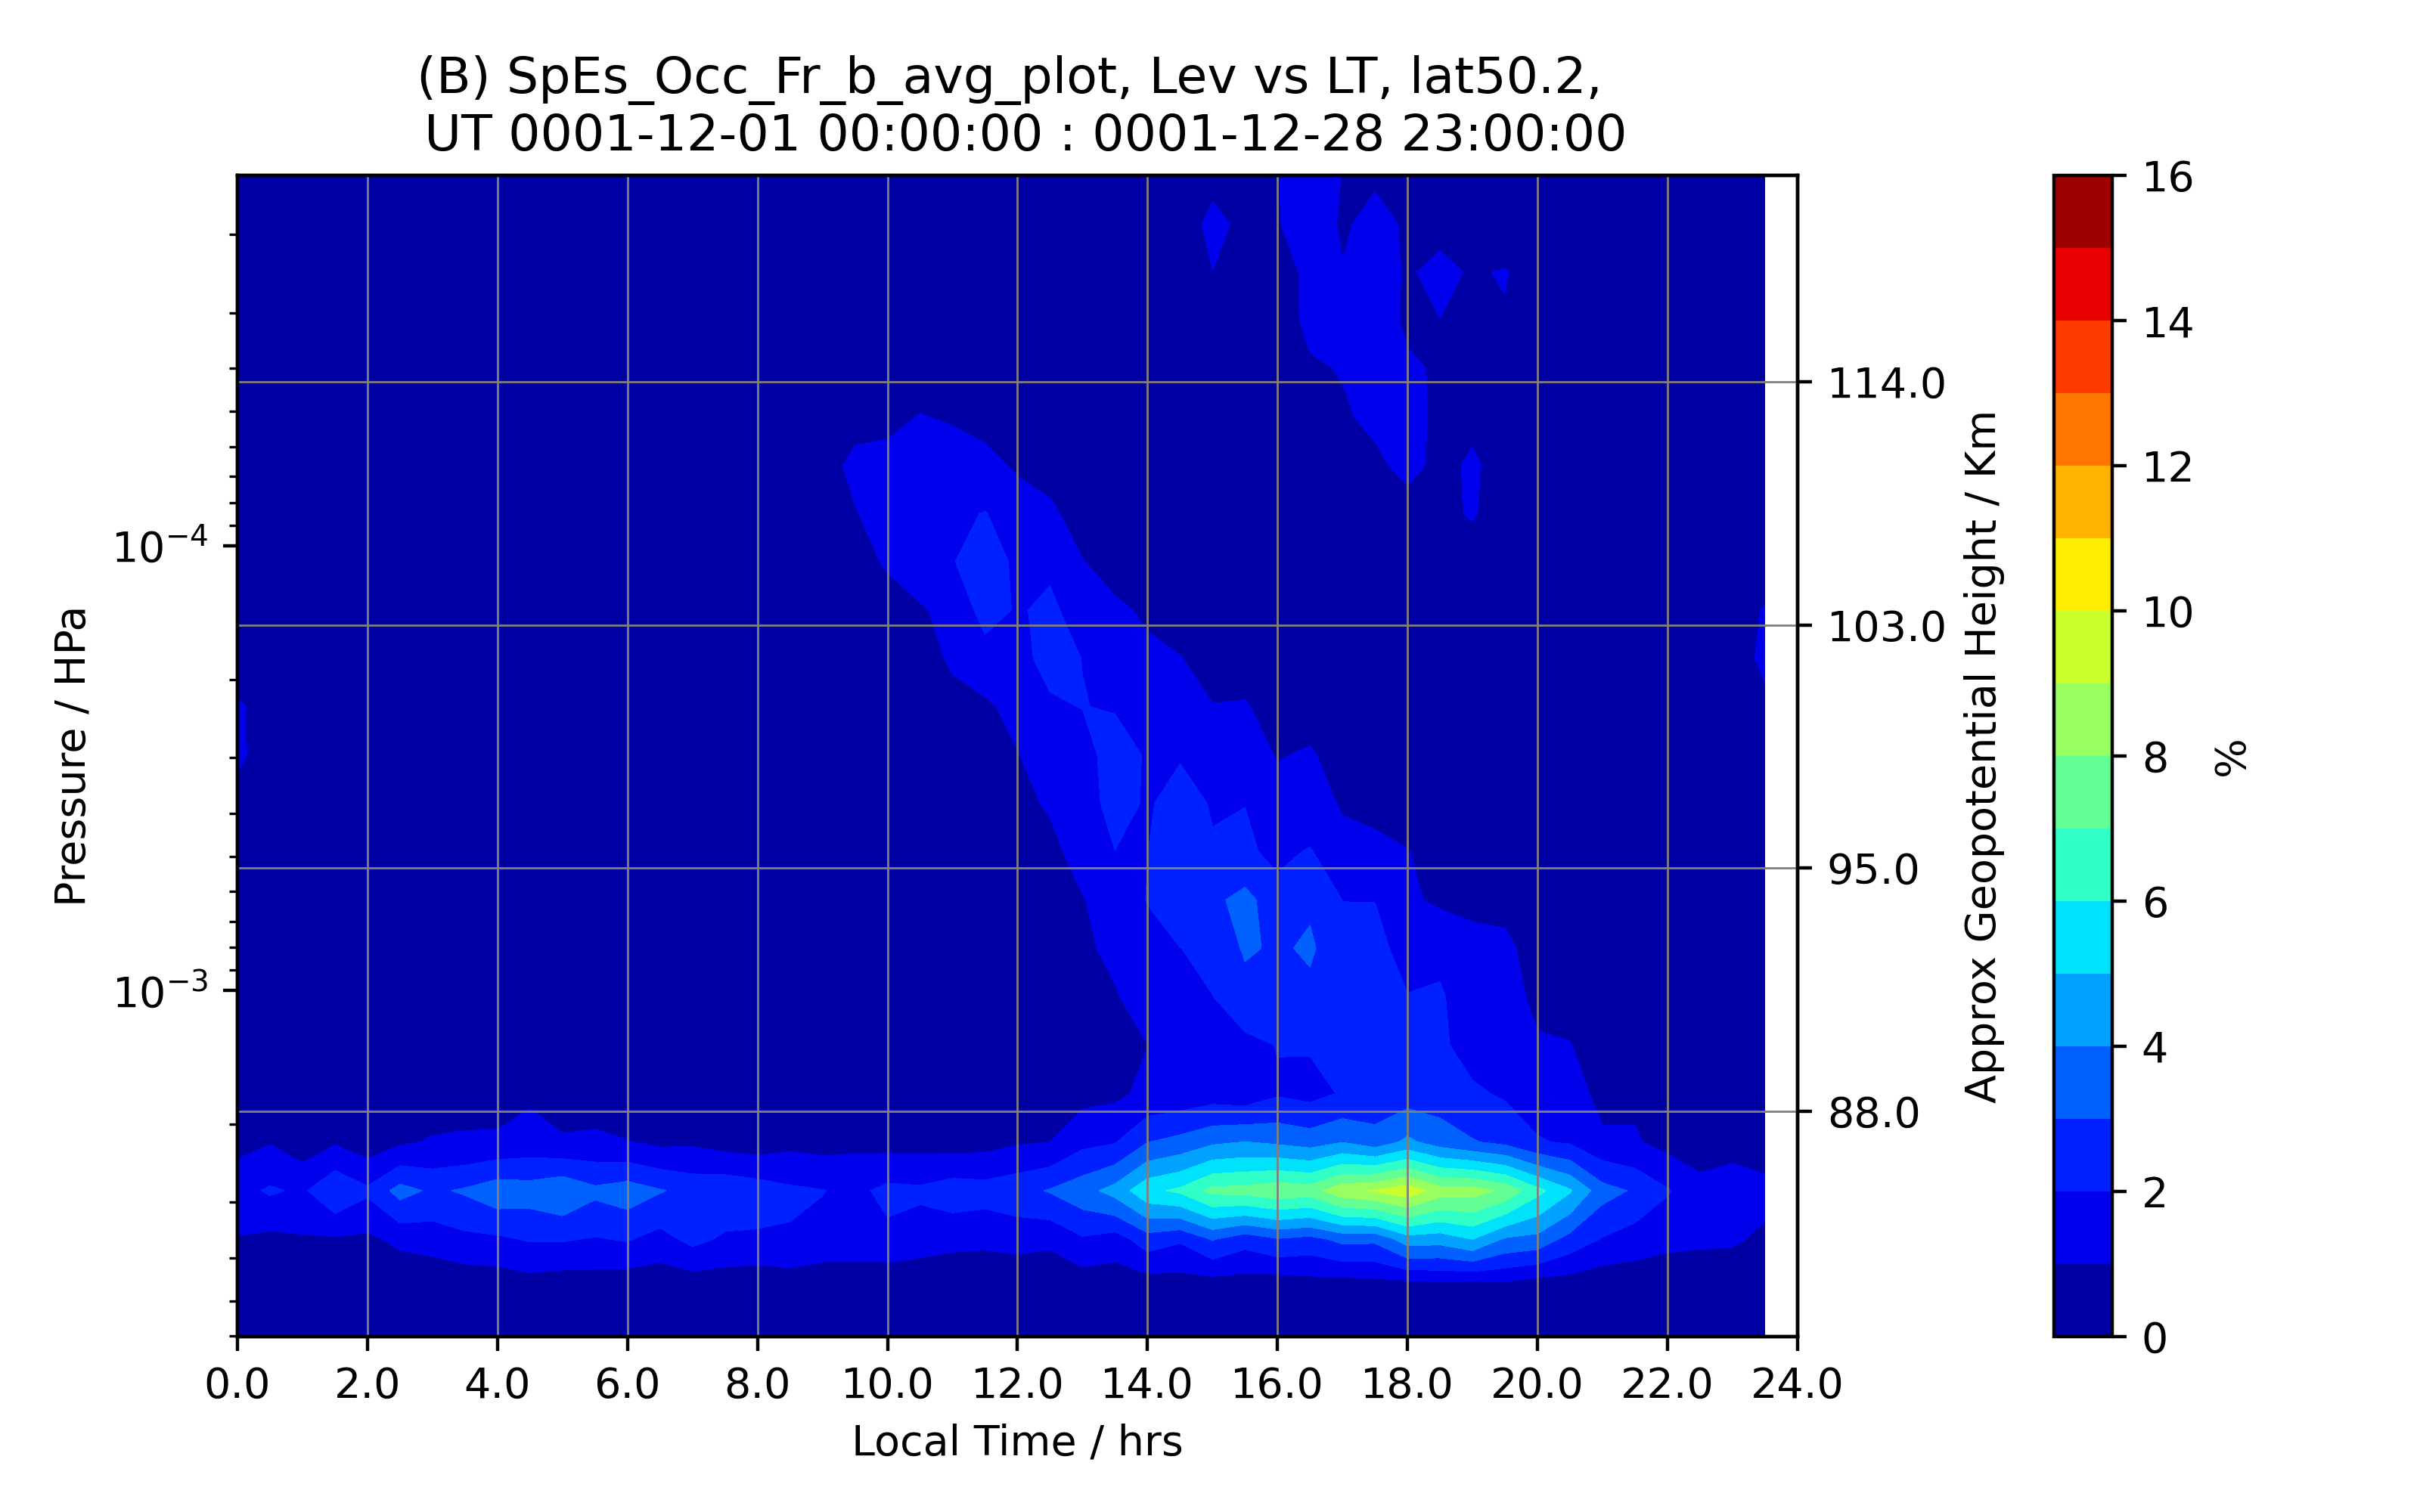 (B) SpEs_Occ_Fr_b_avg_plot, Lev vs LT, lat50.2,
UT 0001-12-01 00:00:00 : 0001-12-28 23:00:00
Pressure / HPa
10⁻⁴
10⁻³
0.0 2.0 4.0 6.0 8.0 10.0 12.0 14.0 16.0 18.0 20.0 22.0 24.0
Local Time / hrs
114.0
103.0
95.0
88.0
Approx Geopotential Height / Km
16
14
12
10
8
6
4
2
0
%